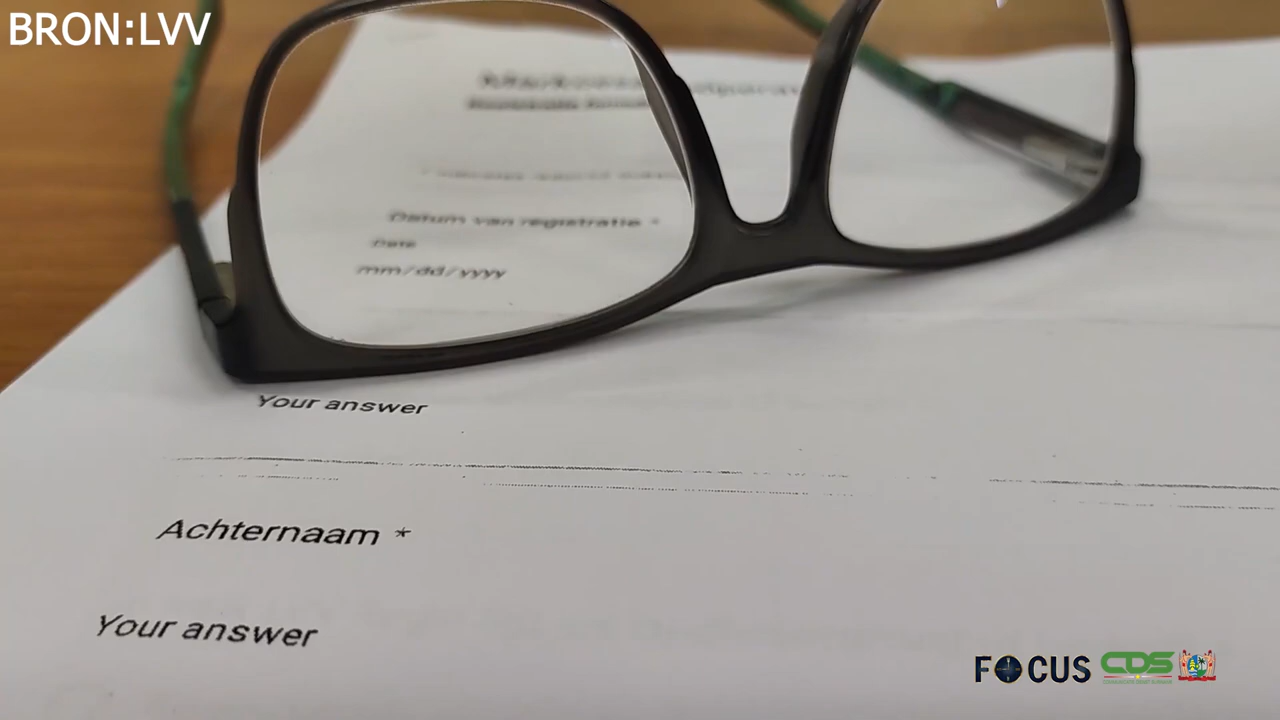 BRON:LVV
Datum van registratie *
Date
mm/dd/yyyy
Your answer
Achternaam *
Your answer
FOCUS
CDS